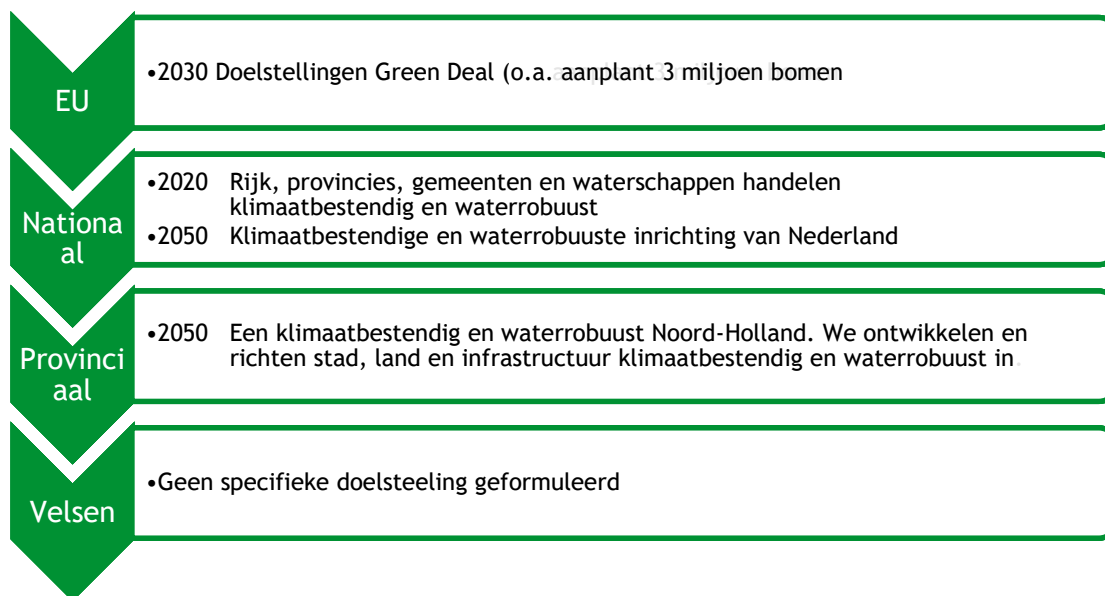 EU
•2030 Doelstellingen Green Deal (o.a. aanplant 3 miljoen bomen
Nationa
al
•2020 Rijk, provincies, gemeenten en waterschappen handelen
klimaatbestendig en waterrobuust
•2050 Klimaatbestendige en waterrobuuste inrichting van Nederland
Provinci
aal
•2050 Een klimaatbestendig en waterrobuust Noord-Holland. We ontwikkelen en
richten stad, land en infrastructuur klimaatbestendig en waterrobuust in.
Velsen
•Geen specifieke doelsteeling geformuleerd